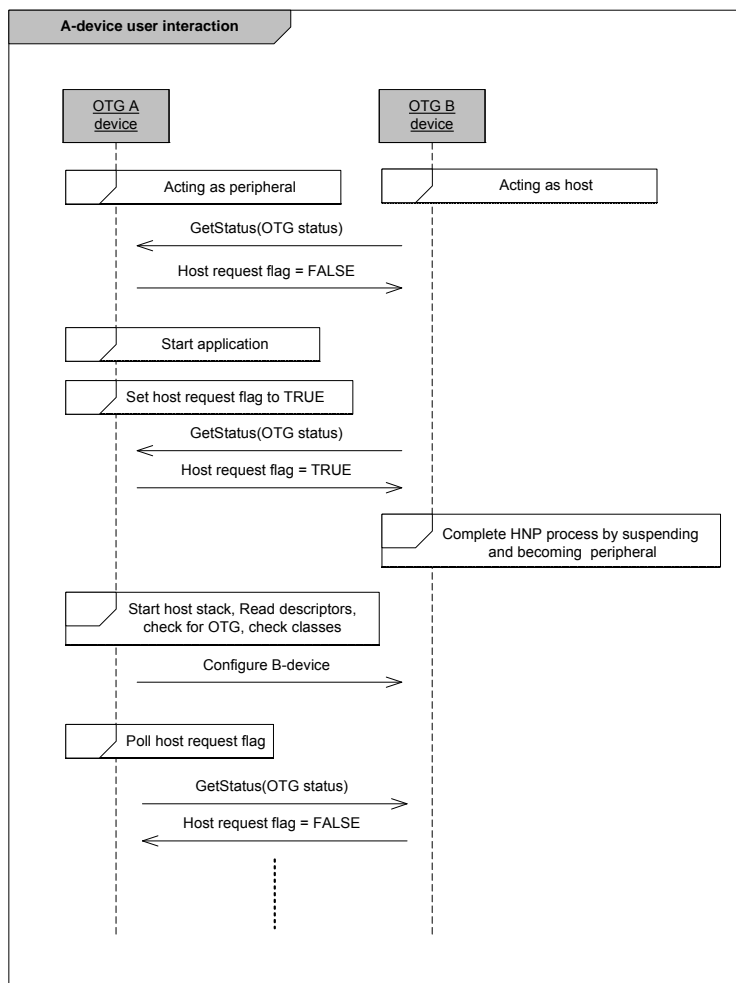 A-device user interaction
OTG A
device
OTG B
device
Acting as peripheral
Acting as host
GetStatus(OTG status)
Host request flag = FALSE
Start application
Set host request flag to TRUE
GetStatus(OTG status)
Host request flag = TRUE
Complete HNP process by suspending
and becoming peripheral
Start host stack, Read descriptors,
check for OTG, check classes
Configure B-device
Poll host request flag
GetStatus(OTG status)
Host request flag = FALSE